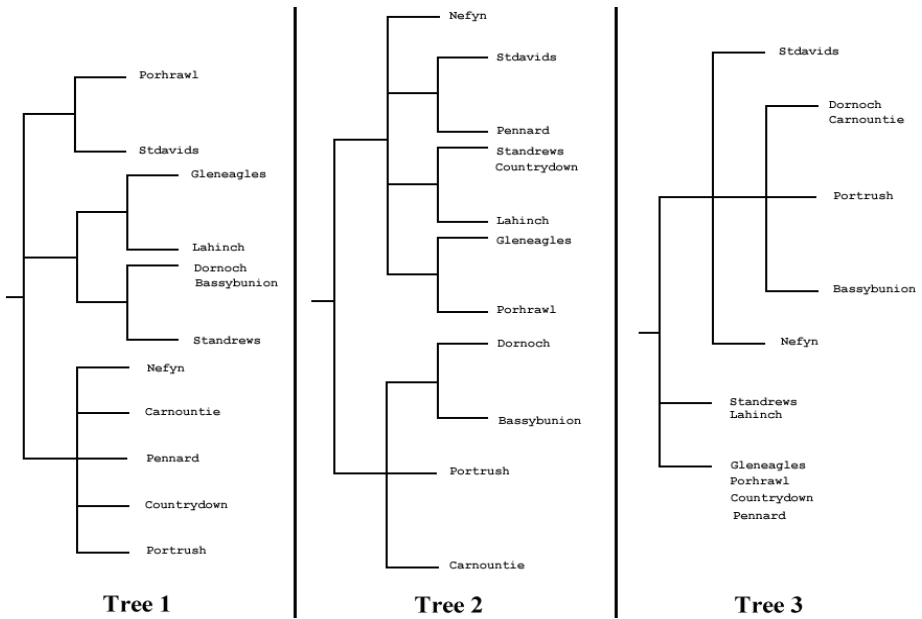 Porhrawl
Stdavids
Gleneagles
Lahinch
Dornoch
Bassybunion
Standrews
Nefyn
Carnountie
Pennard
Countrydown
Portrush
Tree 1
Nefyn
Stdavids
Pennard
Standrews
Countrydown
Lahinch
Gleneagles
Porhrawl
Dornoch
Bassybunion
Portrush
Carnountie
Tree 2
Stdavids
Dornoch
Carnountie
Portrush
Bassybunion
Nefyn
Standrews
Lahinch
Gleneagles
Porhrawl
Countrydown
Pennard
Tree 3